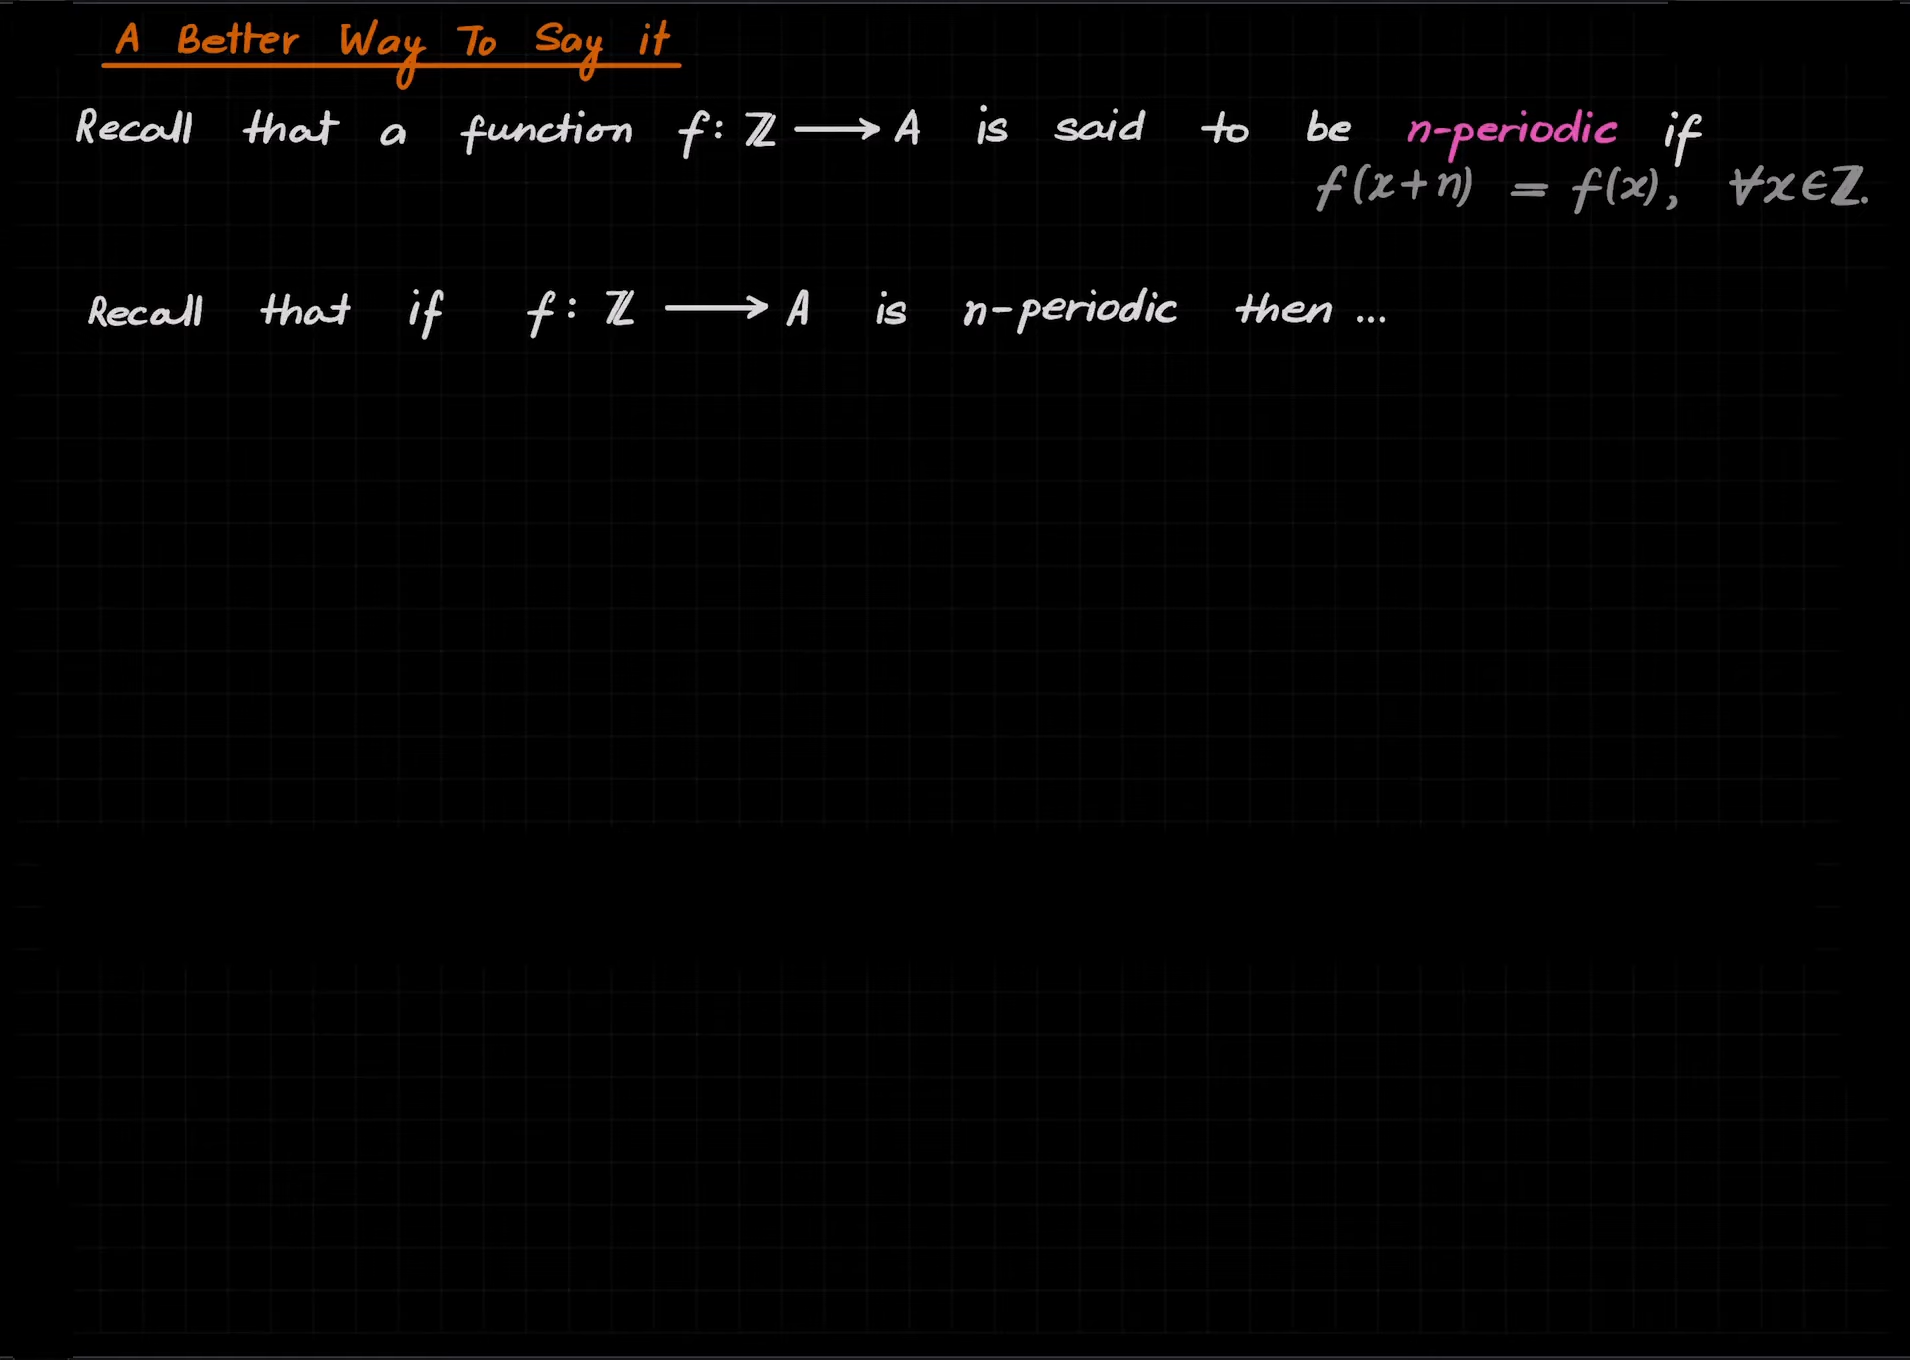 A Better Way To Say it
Recall that a function f: ℤ ⟶ A is said to be n-periodic if
f(x+n) = f(x), ∀x∈ℤ.
Recall that if f: ℤ ⟶ A is n-periodic then ...